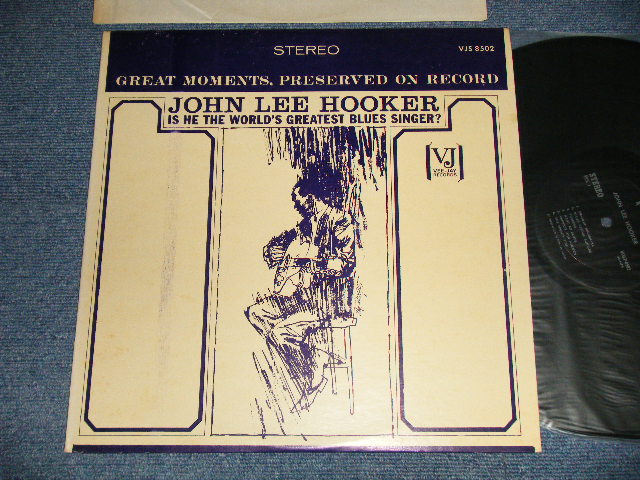 STEREO
VJS 8502
GREAT MOMENTS, PRESERVED ON RECORD
JOHN LEE HOOKER
IS HE THE WORLD'S GREATEST BLUES SINGER?
VJ
VEE-JAY
RECORDS
STEREO
JOHN LEE HOOKER